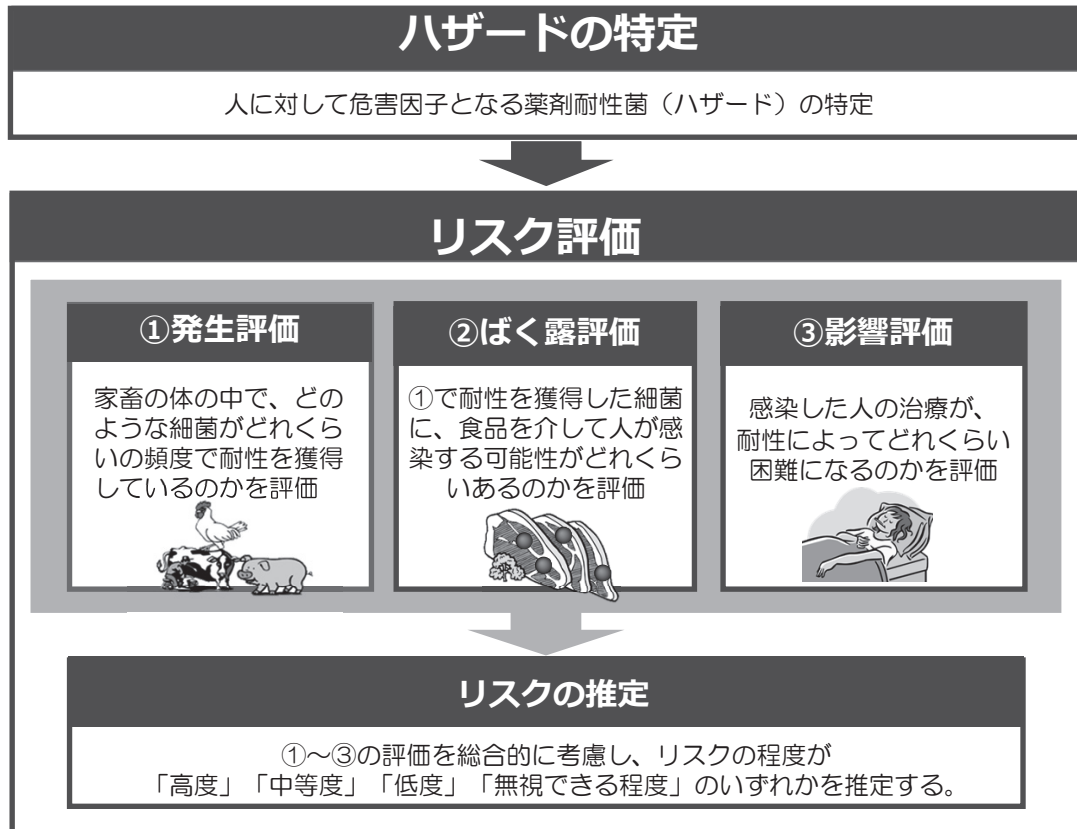 ハザードの特定
人に対して危害因子となる薬剤耐性菌（ハザード）の特定
リスク評価
①発生評価
家畜の体の中で、どの
ような細菌がどれくら
いの頻度で耐性を獲得
しているのかを評価
②ばく露評価
①で耐性を獲得した細菌
に、食品を介して人が感
染する可能性がどれくら
いあるのかを評価
③影響評価
感染した人の治療が、
耐性によってどれくらい
困難になるのかを評価
リスクの推定
①～③の評価を総合的に考慮し、リスクの程度が
「高度」「中等度」「低度」「無視できる程度」のいずれかを推定する。